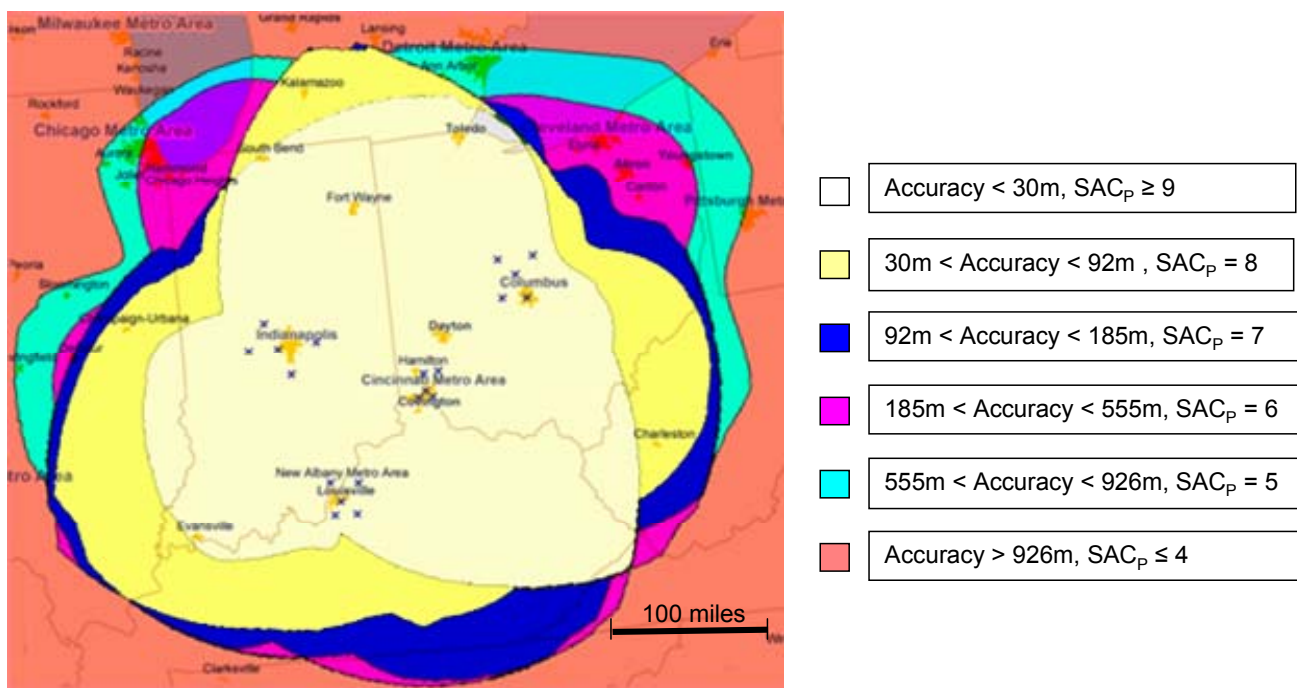 Milwaukee Metro Area
Grand Rapids
Lansing
Detroit Metro Area
Erie
Racine
Kenosha
Ann Arbor
Waukegan
Kalamazoo
Rockford
Chicago Metro Area
Toledo
Cleveland Metro Area
Aurora
South Bend
Youngstown
Akron
Joliet
Chicago Heights
Canton
Fort Wayne
Pittsburgh Met
Peoria
Bloomington
Columbus
Champaign-Urbana
Indianapolis
Dayton
Decatur
Hamilton
Cincinnati Metro Area
Covington
Charleston
New Albany Metro Area
Louisville
tro Area
Evansville
100 miles
Clarksville
Accuracy < 30m, SACP ≥ 9
30m < Accuracy < 92m , SACP = 8
92m < Accuracy < 185m, SACP = 7
185m < Accuracy < 555m, SACP = 6
555m < Accuracy < 926m, SACP = 5
Accuracy > 926m, SACP ≤ 4